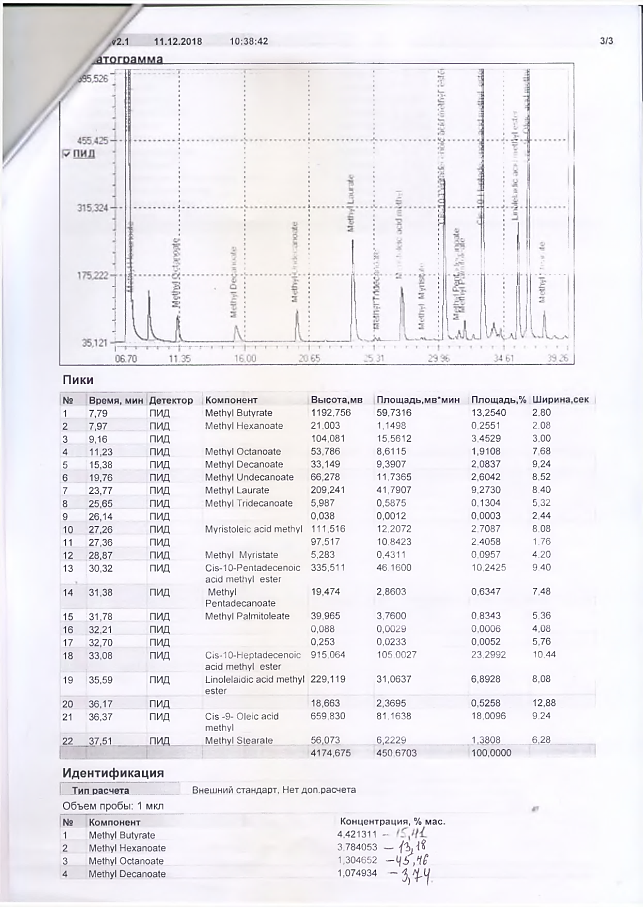 v2.1 11.12.2018 10:38:42 3/3
атограмма
395,526
455,425
ПИД
315,324
175,222
35,121
Methyl Decanoate
Methyl Laurate
Methyl Tridecanoate
Methyl Myristate
06.70 11.35 16.00 20.65 25.31 29.96 34.61 39.26
Пики
№ Время, мин Детектор Компонент Высота,мв Площадь,мв*мин Площадь,% Ширина,сек
1 7,79 ПИД Methyl Butyrate 1192,756 59,7316 13,2540 2,80
2 7,97 ПИД Methyl Hexanoate 21,003 1,1498 0,2551 2,08
3 9,16 ПИД 104,081 15,5612 3,4529 3,00
4 11,23 ПИД Methyl Octanoate 53,786 8,6115 1,9108 7,68
5 15,38 ПИД Methyl Decanoate 33,149 9,3907 2,0837 9,24
6 19,76 ПИД Methyl Undecanoate 66,278 11,7365 2,6042 8,52
7 23,77 ПИД Methyl Laurate 209,241 41,7907 9,2730 8,40
8 25,65 ПИД Methyl Tridecanoate 5,987 0,5875 0,1304 5,32
9 26,14 ПИД 0,038 0,0012 0,0003 2,44
10 27,26 ПИД Myristoleic acid methyl 111,516 12,2072 2,7087 8,08
11 27,36 ПИД 97,517 10,8423 2,4058 1,76
12 28,87 ПИД Methyl Myristate 5,283 0,4311 0,0957 4,20
13 30,32 ПИД Cis-10-Pentadecenoic 335,511 46,1600 10,2425 9,40
acid methyl ester
14 31,38 ПИД Methyl 19,474 2,8603 0,6347 7,48
Pentadecanoate
15 31,78 ПИД Methyl Palmitoleate 39,965 3,7600 0,8343 5,36
16 32,21 ПИД 0,088 0,0029 0,0006 4,08
17 32,70 ПИД 0,253 0,0233 0,0052 5,76
18 33,08 ПИД Cis-10-Heptadecenoic 915,064 105,0027 23,2992 10,44
acid methyl ester
19 35,59 ПИД Linolelaidic acid methyl 229,119 31,0637 6,8928 8,08
ester
20 36,17 ПИД 18,663 2,3695 0,5258 12,88
21 36,37 ПИД Cis -9- Oleic acid 659,830 81,1638 18,0096 9,24
methyl
22 37,51 ПИД Methyl Stearate 56,073 6,2229 1,3808 6,28
4174,675 450,6703 100,0000
Идентификация
Тип расчета Внешний стандарт, Нет доп.расчета
Объем пробы: 1 мкл
№ Компонент Концентрация, % мас.
1 Methyl Butyrate 4,421311 – 15,41
2 Methyl Hexanoate 3,784053 – 13,18
3 Methyl Octanoate 1,304652 – 45,46
4 Methyl Decanoate 1,074934 – 3,74